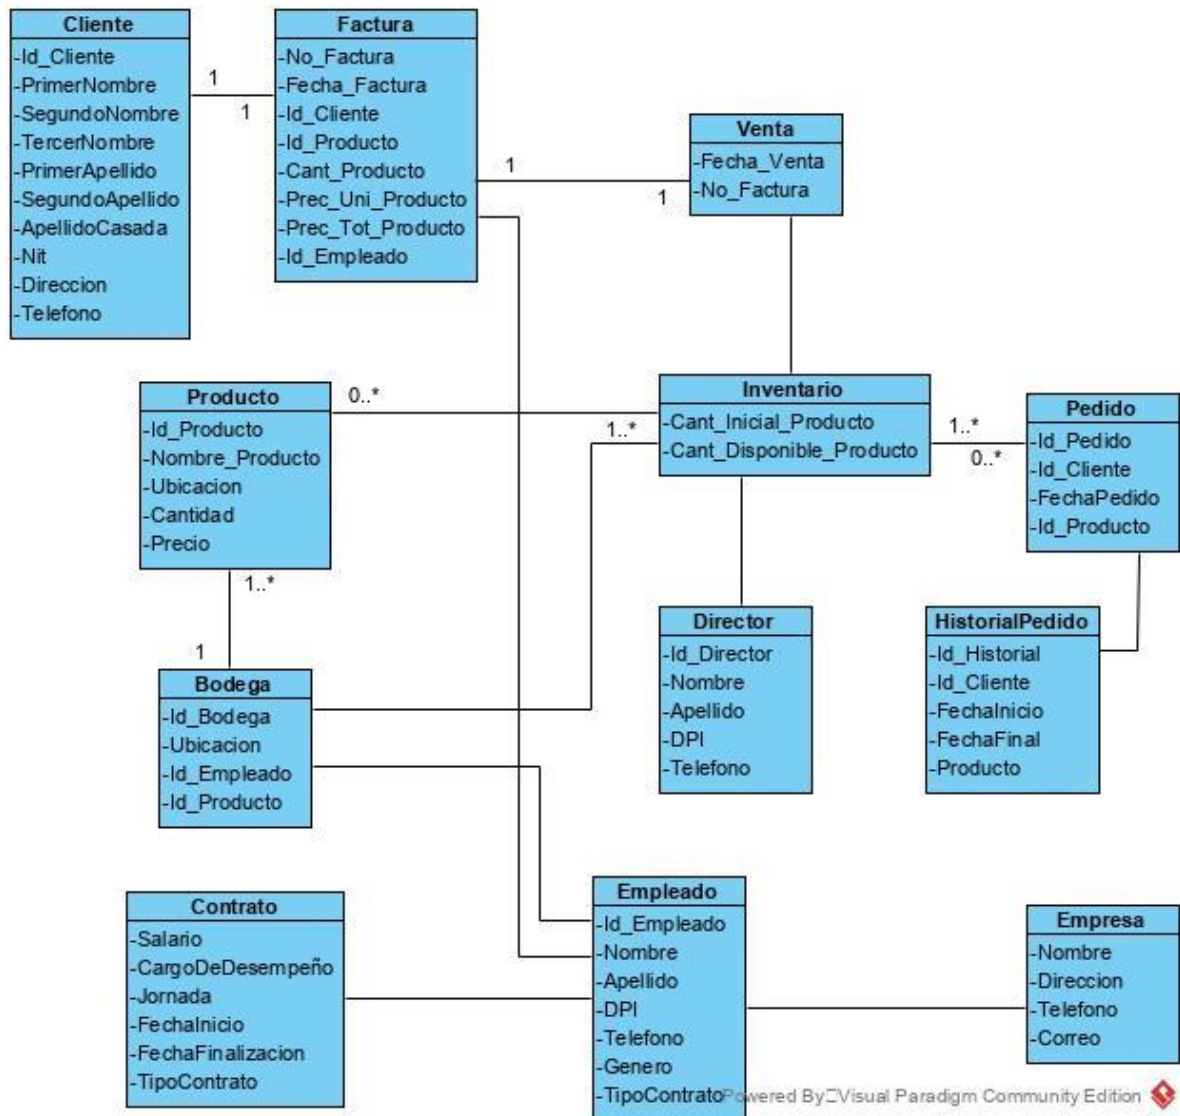 Cliente
-Id_Cliente
-PrimerNombre
-SegundoNombre
-TercerNombre
-PrimerApellido
-SegundoApellido
-ApellidoCasada
-Nit
-Direccion
-Telefono
1
1
Factura
-No_Factura
-Fecha_Factura
-Id_Cliente
-Id_Producto
-Cant_Producto
-Prec_Uni_Producto
-Prec_Tot_Producto
-Id_Empleado
1
1
Venta
-Fecha_Venta
-No_Factura
Producto
-Id_Producto
-Nombre_Producto
-Ubicacion
-Cantidad
-Precio
0..*
1..*
Inventario
-Cant_Inicial_Producto
-Cant_Disponible_Producto
1..*
0..*
Pedido
-Id_Pedido
-Id_Cliente
-FechaPedido
-Id_Producto
1..*
1
Bodega
-Id_Bodega
-Ubicacion
-Id_Empleado
-Id_Producto
Director
-Id_Director
-Nombre
-Apellido
-DPI
-Telefono
HistorialPedido
-Id_Historial
-Id_Cliente
-FechaInicio
-FechaFinal
-Producto
Contrato
-Salario
-CargoDeDesempeño
-Jornada
-FechaInicio
-FechaFinalizacion
-TipoContrato
Empleado
-Id_Empleado
-Nombre
-Apellido
-DPI
-Telefono
-Genero
-TipoContrato
Empresa
-Nombre
-Direccion
-Telefono
-Correo
Powered By□Visual Paradigm Community Edition